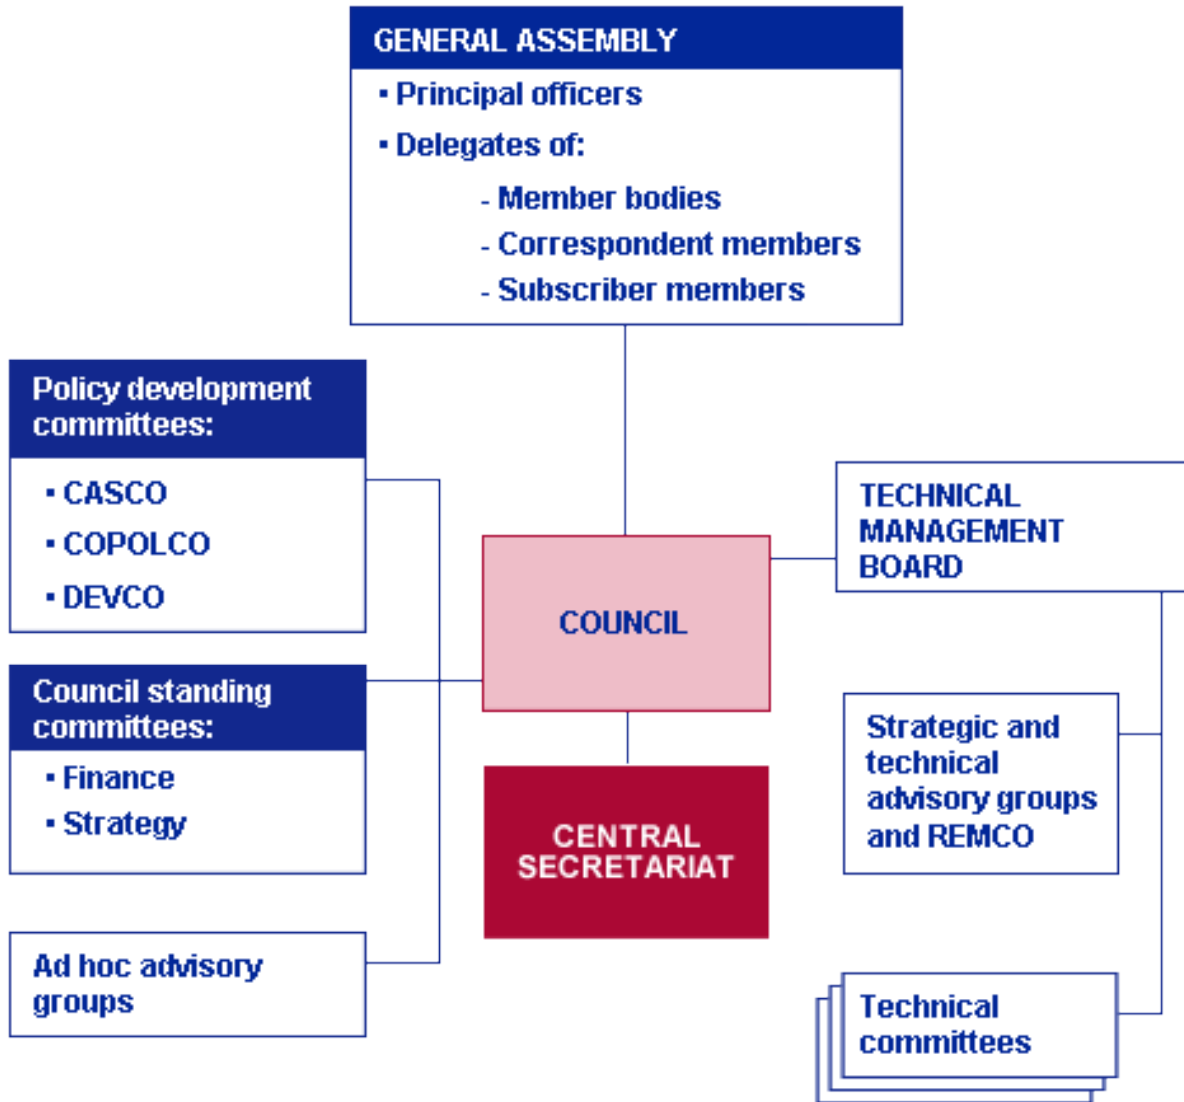 GENERAL ASSEMBLY
▪ Principal officers
▪ Delegates of:
- Member bodies
- Correspondent members
- Subscriber members
Policy development
committees:
▪ CASCO
▪ COPOLCO
▪ DEVCO
Council standing
committees:
▪ Finance
▪ Strategy
Ad hoc advisory
groups
COUNCIL
CENTRAL
SECRETARIAT
TECHNICAL
MANAGEMENT
BOARD
Strategic and
technical
advisory groups
and REMCO
Technical
committees